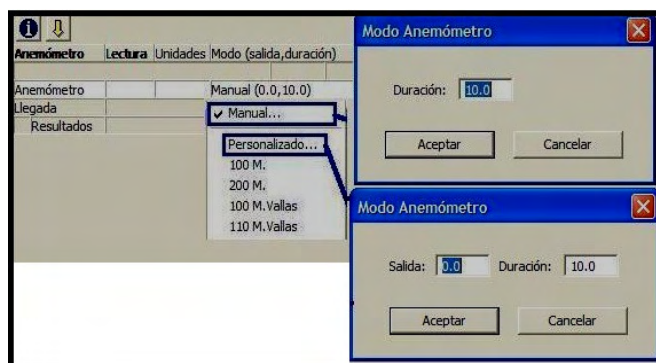 Anemómetro Lectura Unidades Modo (salida,duración)
Anemómetro Manual (0.0,10.0)
Llegada
Resultados
Manual...
Personalizado...
100 M.
200 M.
100 M.Vallas
110 M.Vallas
Modo Anemómetro
Duración: 10.0
Aceptar Cancelar
Modo Anemómetro
Salida: 0.0 Duración: 10.0
Aceptar Cancelar